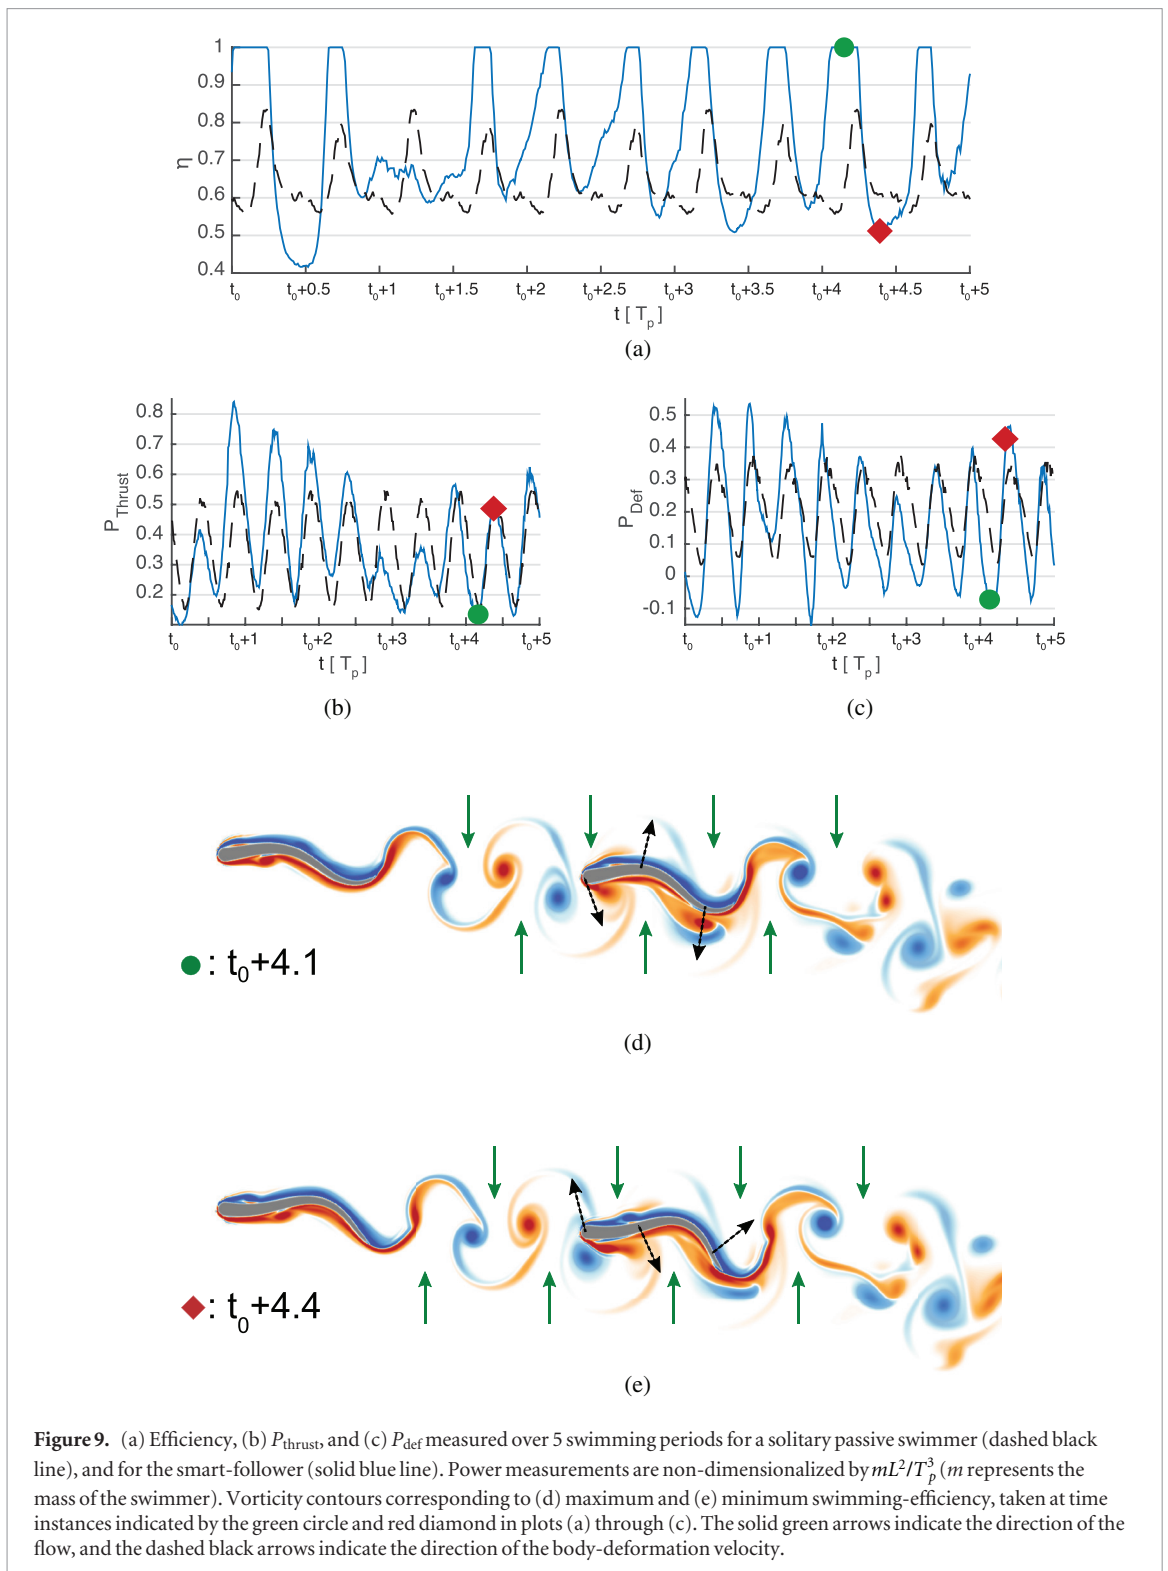 1
0.9
0.8
0.7
0.6
0.5
0.4
η
t₀ t₀+0.5 t₀+1 t₀+1.5 t₀+2 t₀+2.5 t₀+3 t₀+3.5 t₀+4 t₀+4.5 t₀+5
t [ Tₚ ]
(a)
0.8
0.7
0.6
0.5
0.4
0.3
0.2
P_Thrust
t₀ t₀+1 t₀+2 t₀+3 t₀+4 t₀+5
t [ Tₚ ]
(b)
0.5
0.4
0.3
0.2
0.1
0
-0.1
P_Def
t₀ t₀+1 t₀+2 t₀+3 t₀+4 t₀+5
t [ Tₚ ]
(c)
: t₀+4.1
(d)
: t₀+4.4
(e)
Figure 9. (a) Efficiency, (b) P_thrust, and (c) P_def measured over 5 swimming periods for a solitary passive swimmer (dashed black
line), and for the smart-follower (solid blue line). Power measurements are non-dimensionalized by mL²/Tₚ³ (m represents the
mass of the swimmer). Vorticity contours corresponding to (d) maximum and (e) minimum swimming-efficiency, taken at time
instances indicated by the green circle and red diamond in plots (a) through (c). The solid green arrows indicate the direction of the
flow, and the dashed black arrows indicate the direction of the body-deformation velocity.